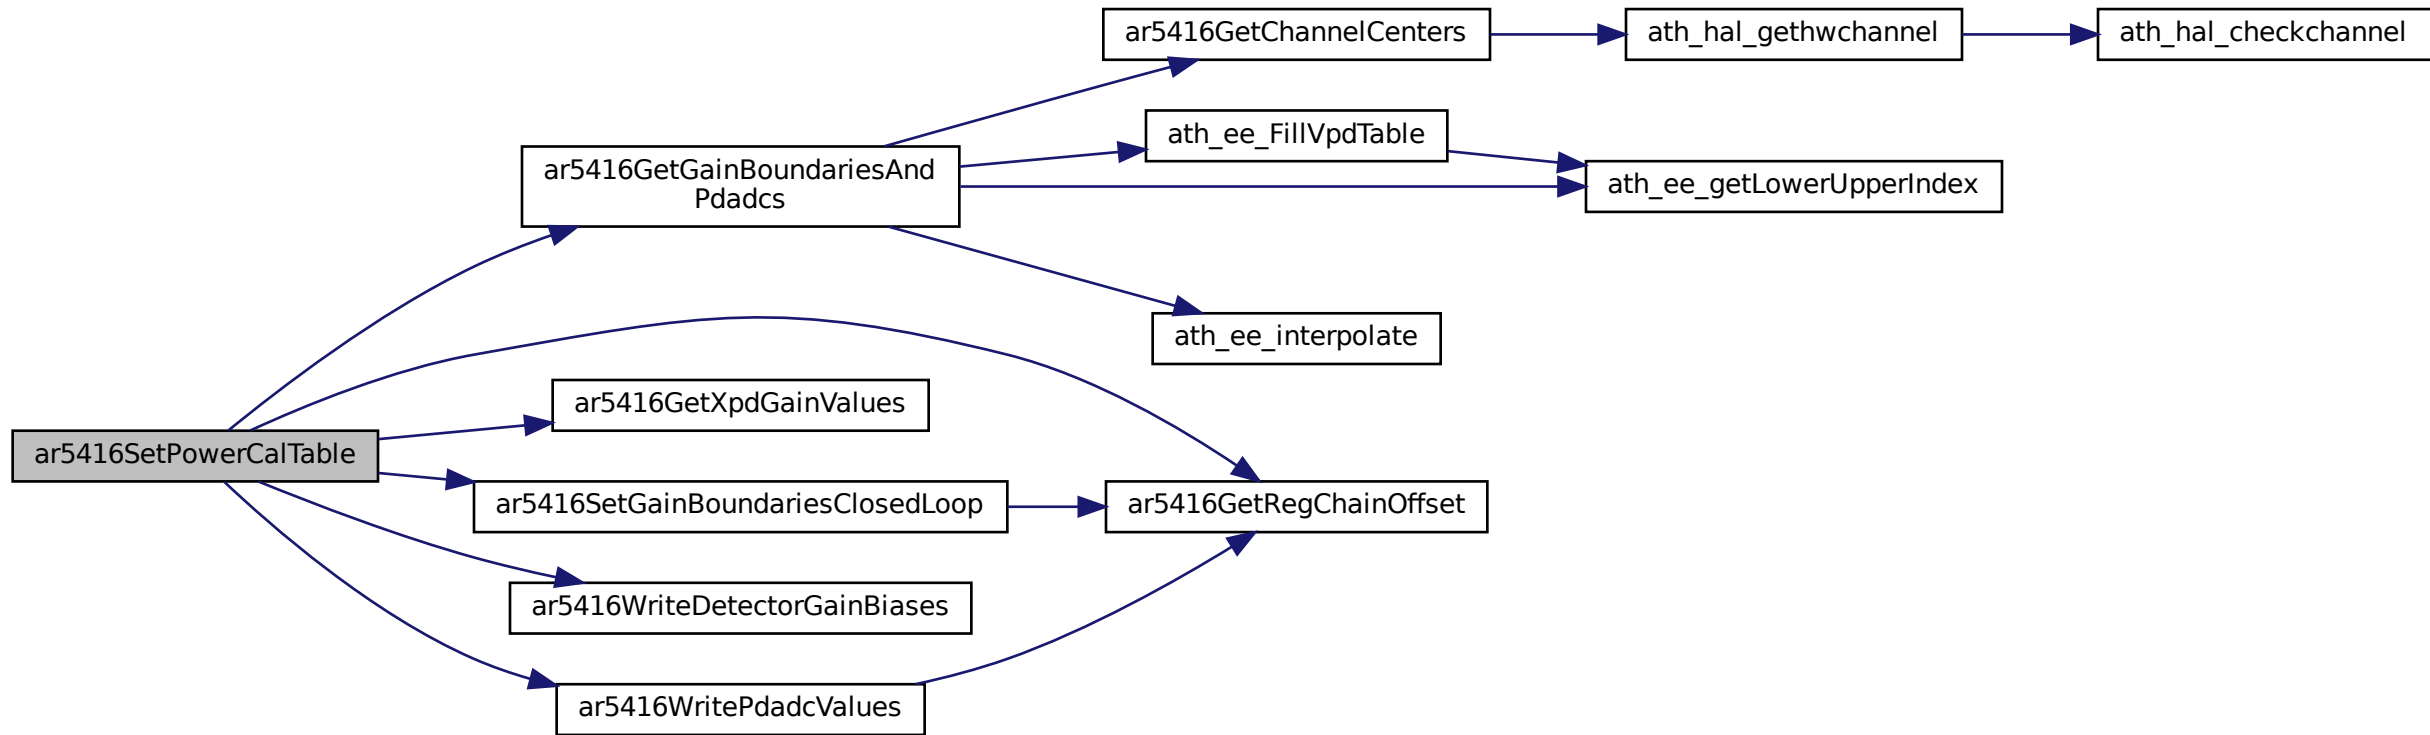 ar5416GetChannelCenters
ath_hal_gethwchannel
ath_hal_checkchannel
ath_ee_FillVpdTable
ar5416GetGainBoundariesAnd
Pdadcs
ath_ee_getLowerUpperIndex
ath_ee_interpolate
ar5416GetXpdGainValues
ar5416SetPowerCalTable
ar5416SetGainBoundariesClosedLoop
ar5416GetRegChainOffset
ar5416WriteDetectorGainBiases
ar5416WritePdadcValues